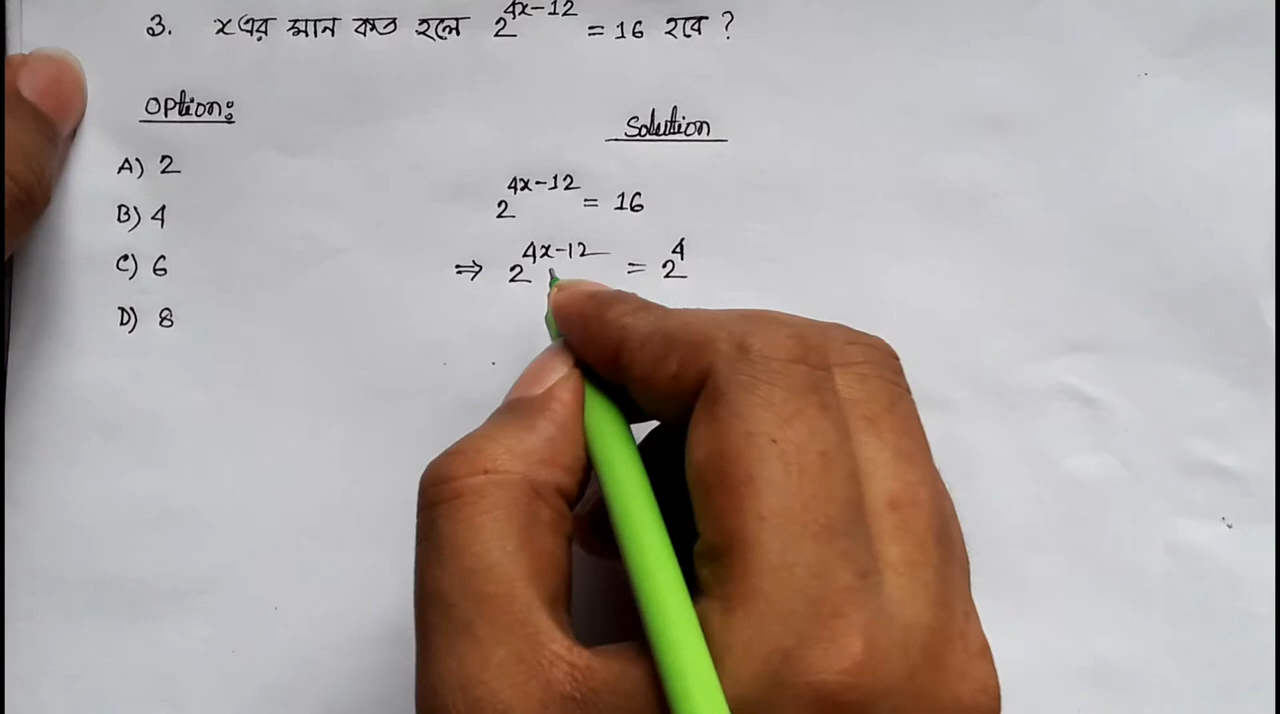 ৩. x এর মান কত হলে 2^{4x-12} = 16 হবে ?
Option:
A) 2
B) 4
C) 6
D) 8
Solution
2^{4x-12} = 16
⇒ 2^{4x-12} = 2^4